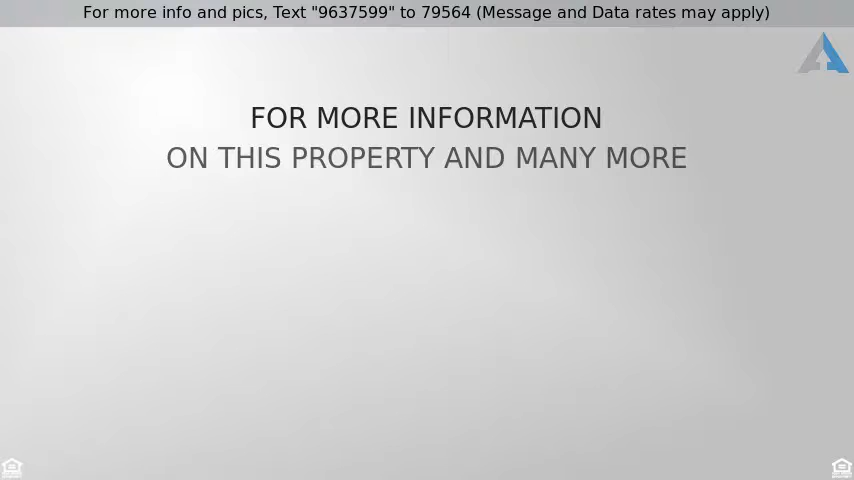 For more info and pics, Text "9637599" to 79564 (Message and Data rates may apply)
FOR MORE INFORMATION
ON THIS PROPERTY AND MANY MORE